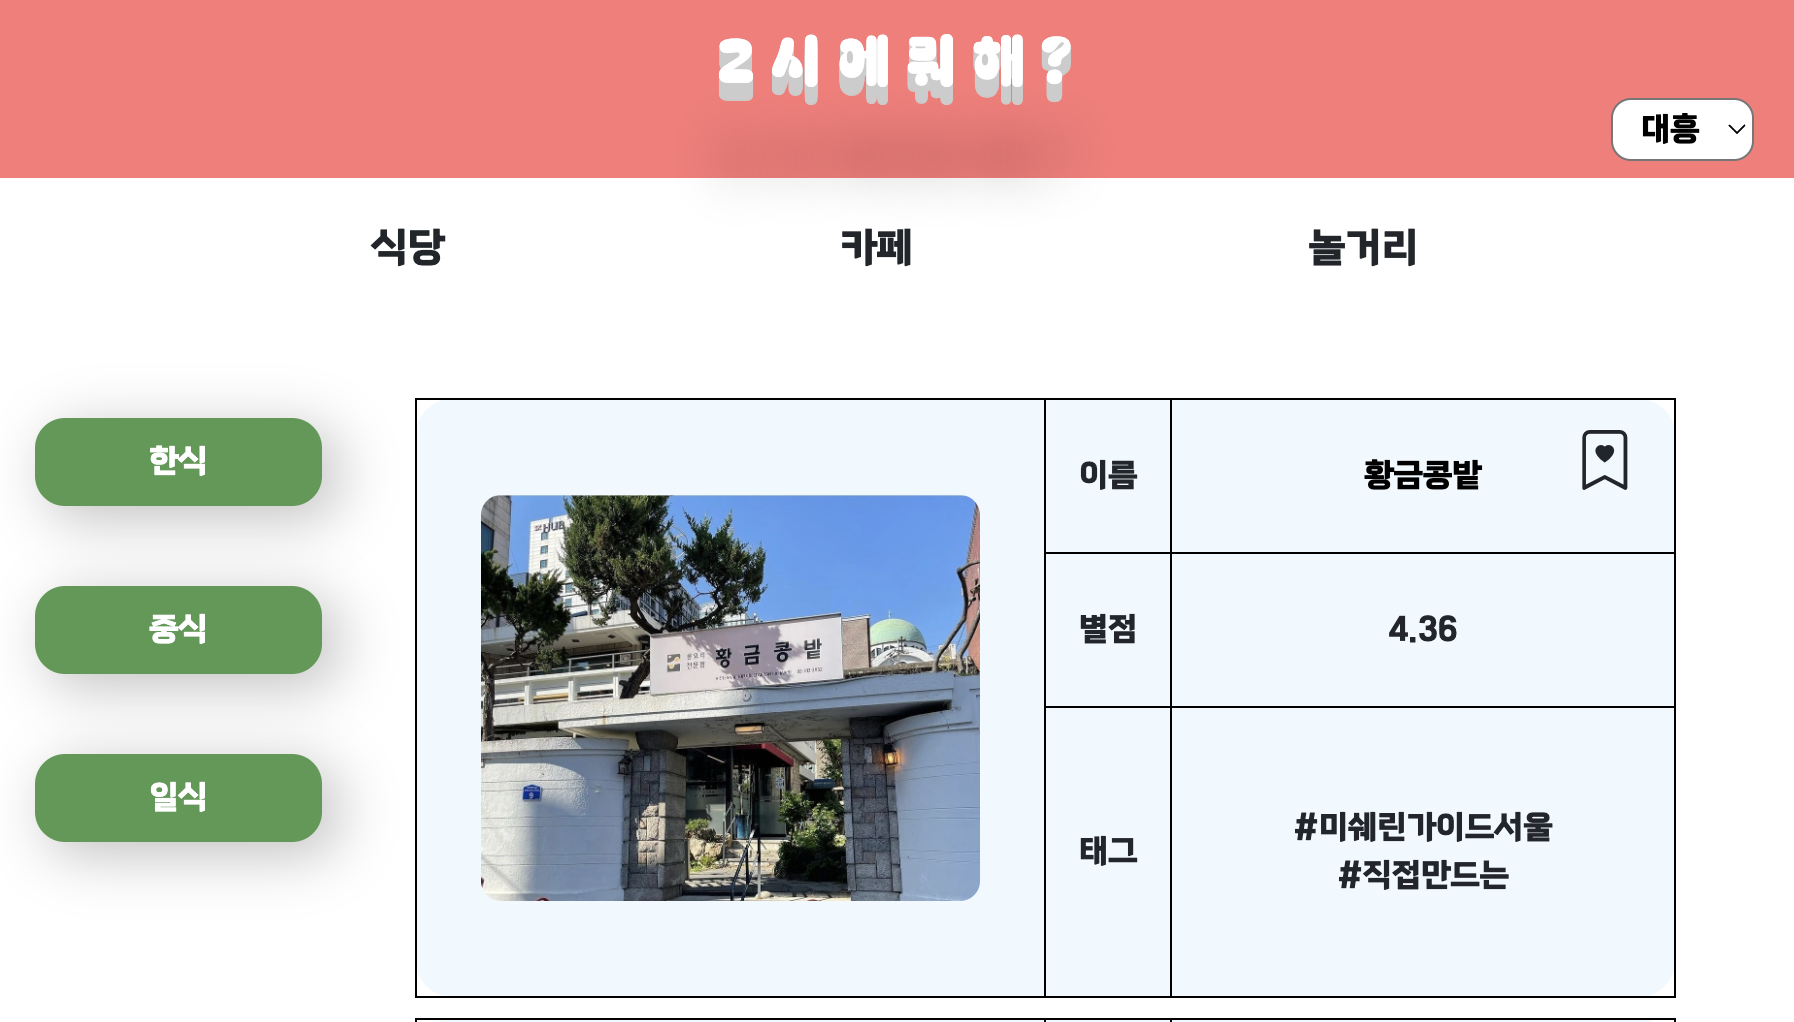 2시에뭐해?
대흥
식당 카페 놀거리
한식
중식
일식
HUB
황금콩밭
이름 황금콩밭
별점 4.36
태그 #미쉐린가이드서울
#직접만드는